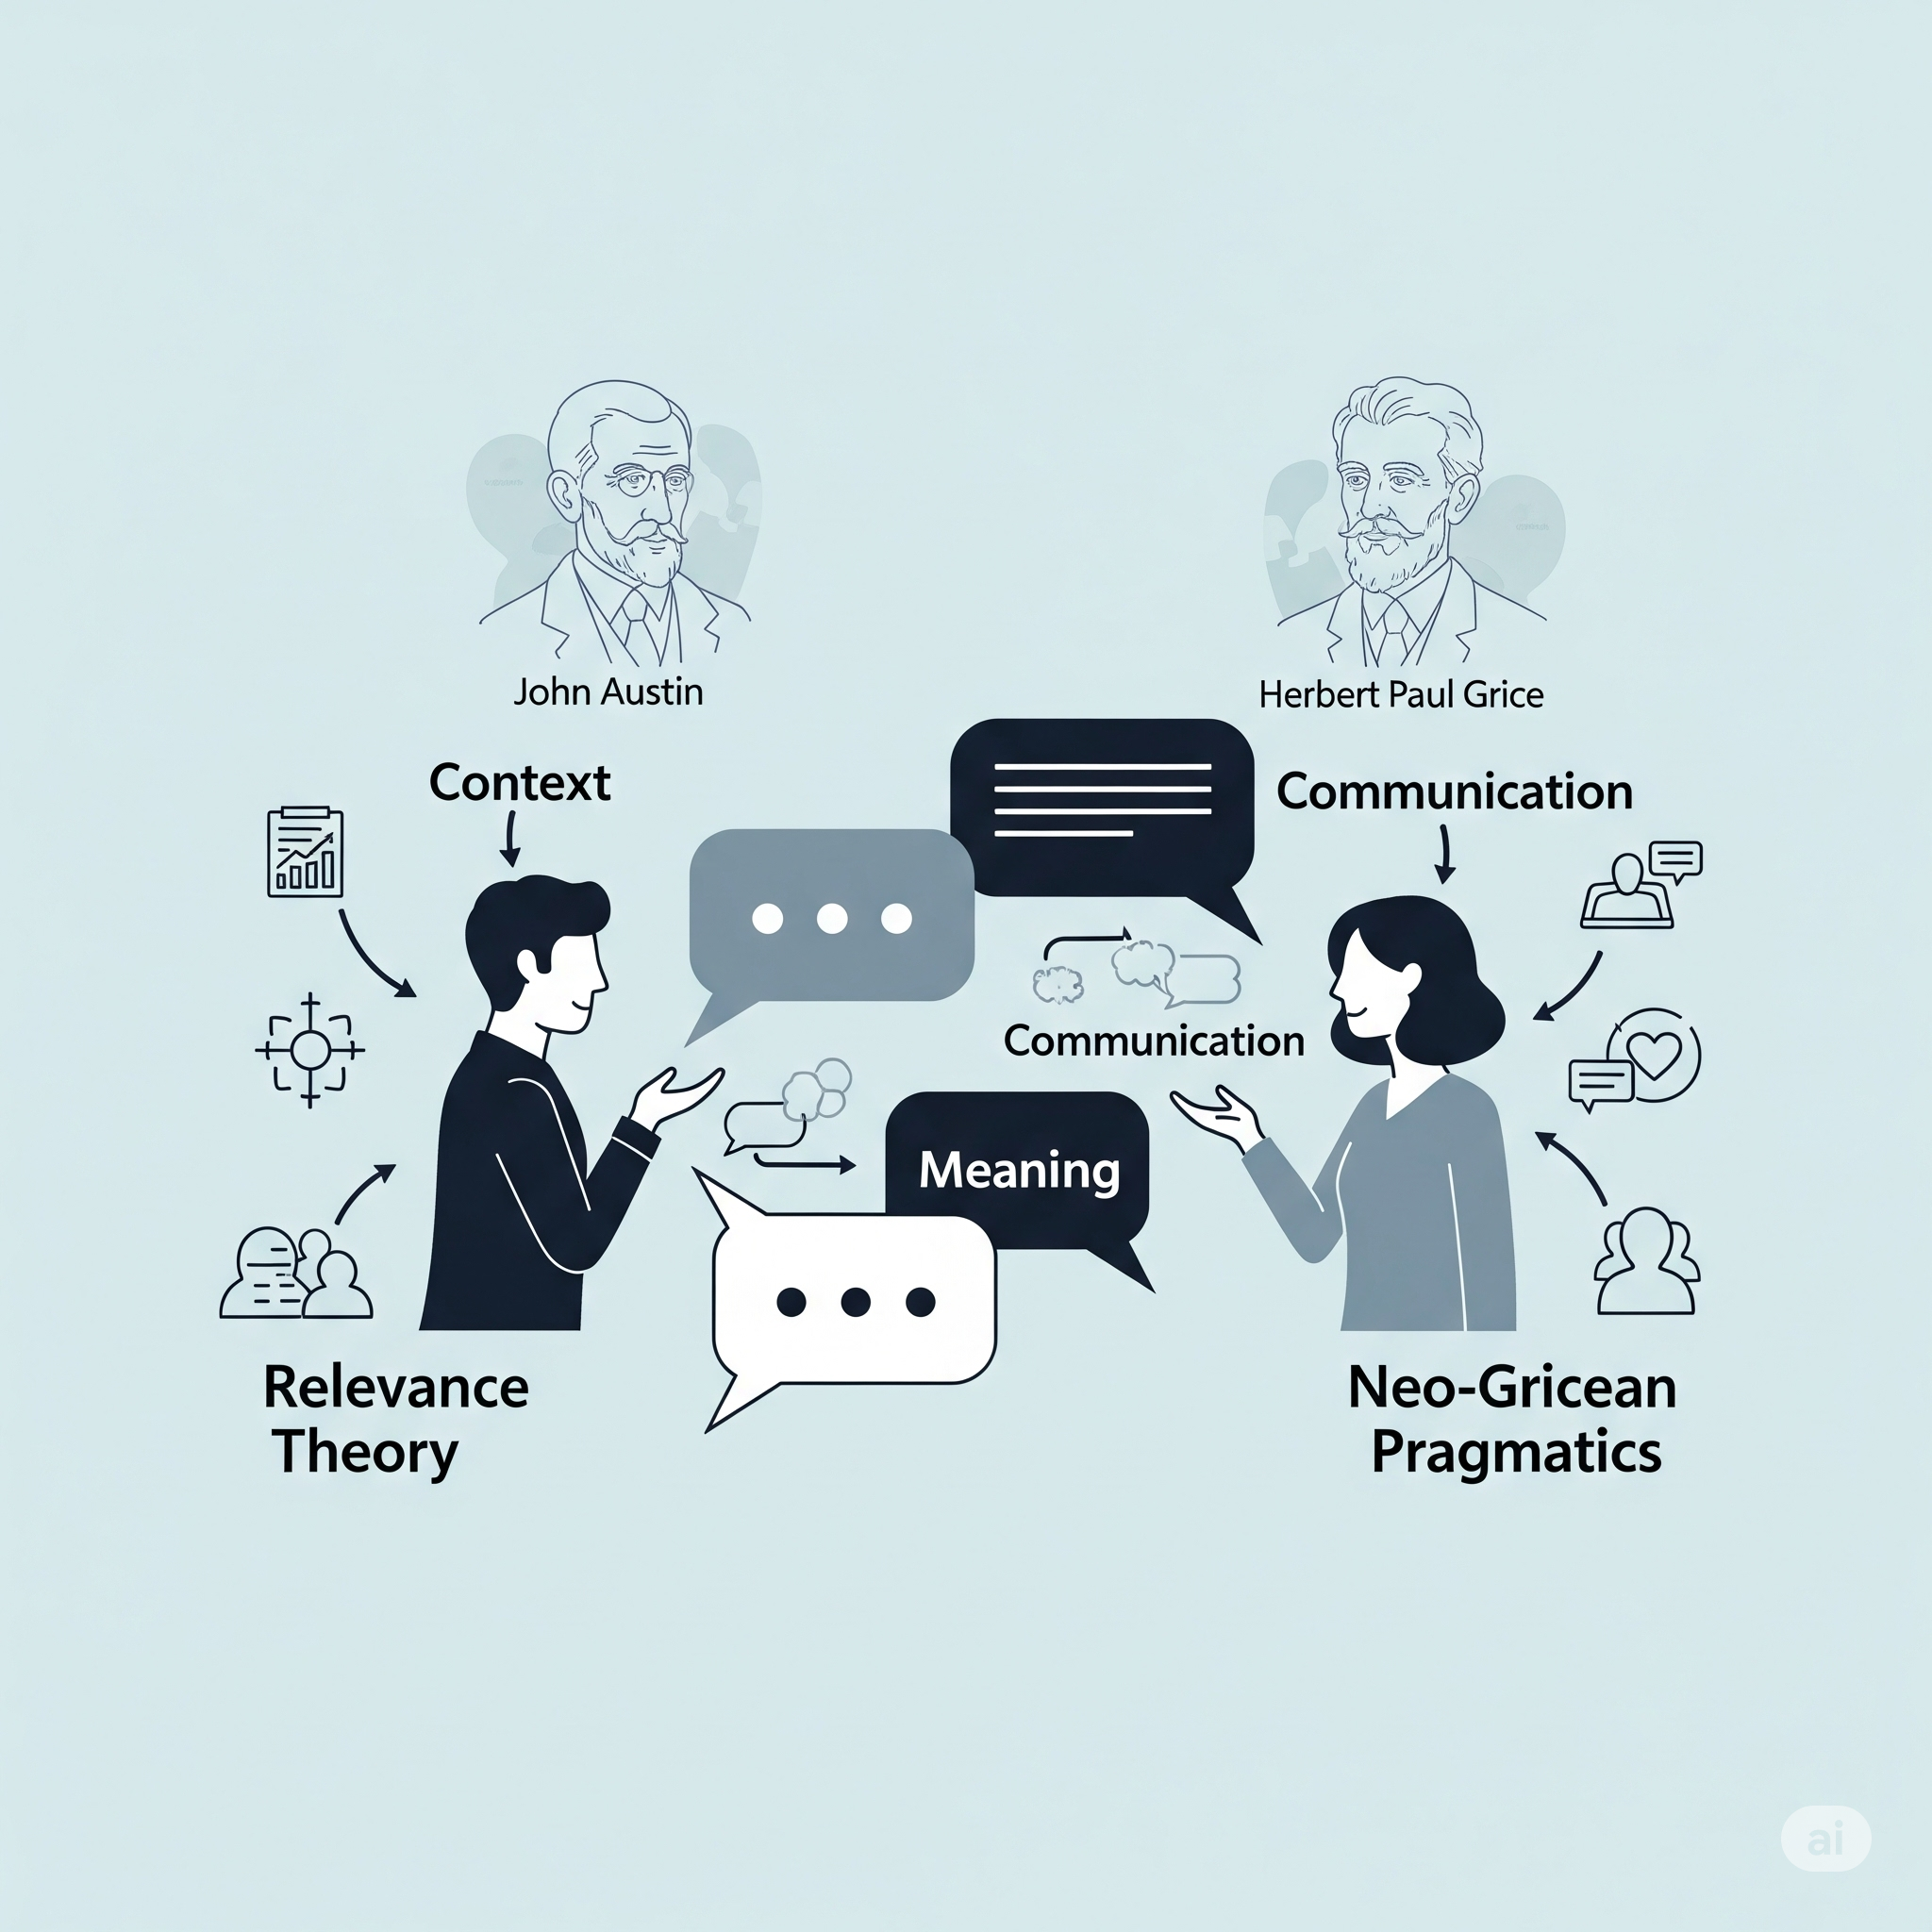 John Austin
Herbert Paul Grice
Context
Communication
Communication
Meaning
Relevance
Theory
Neo-Gricean
Pragmatics
ai